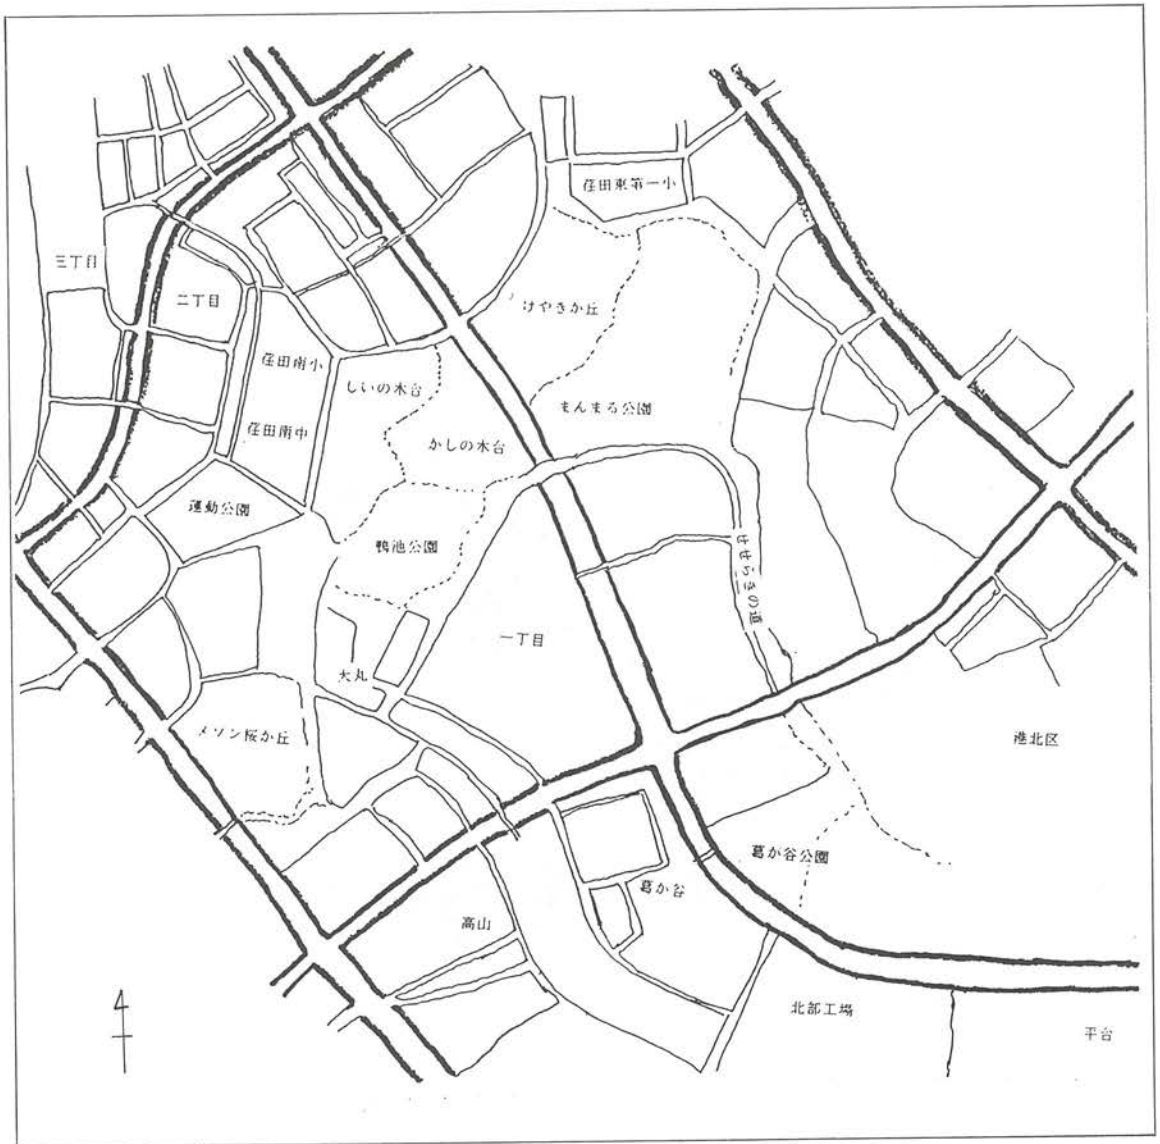 荏田東第一小
三丁目
二丁目
けやきが丘
荏田南小
しいの木台
まんまる公園
荏田南中
かしの木台
運動公園
鴨池公園
せせらきの道
一丁目
大丸
メゾン桜が丘
港北区
葛が谷公園
葛が谷
高山
北部工場
平台